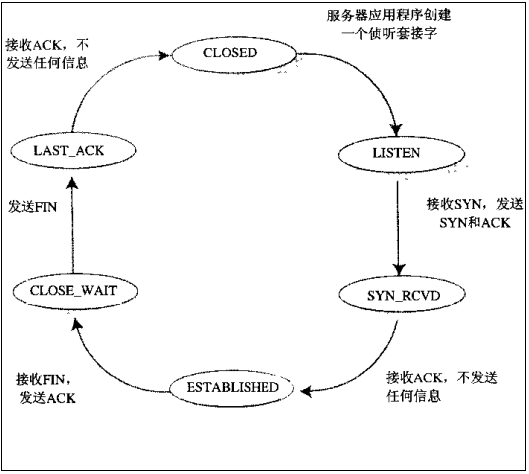 服务器应用程序创建
一个侦听套接字
接收ACK，不
发送任何信息
CLOSED
LAST_ACK
LISTEN
发送FIN
接收SYN，发送
SYN和ACK
CLOSE_WAIT
SYN_RCVD
接收FIN，
发送ACK
ESTABLISHED
接收ACK，不发送
任何信息